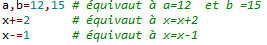 a,b=12,15 # équivaut à a=12 et b =15
x+=2 # équivaut à x=x+2
x-=1 # équivaut à x=x-1